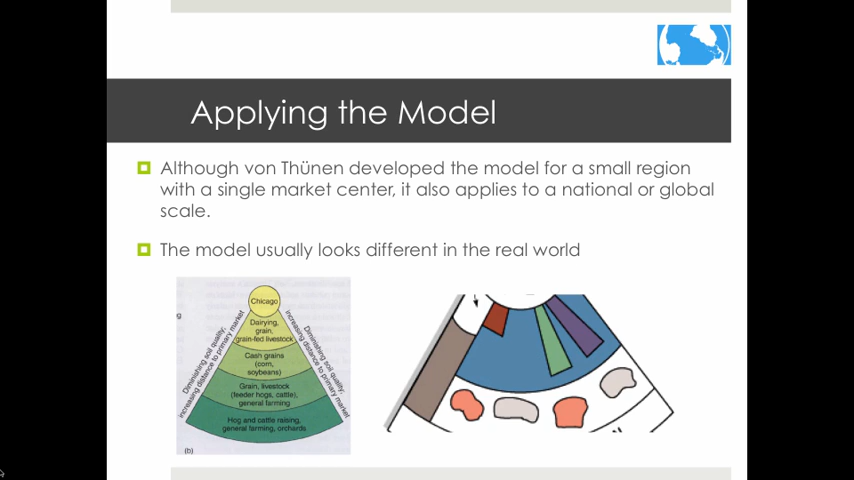 Applying the Model
Although von Thünen developed the model for a small region
with a single market center, it also applies to a national or global
scale.
The model usually looks different in the real world
g
Chicago
Dairying,
grain,
grain-fed livestock
Cash grains
(corn,
soybeans)
Grain, livestock
(feeder hogs, cattle),
general farming
Hog and cattle raising,
general farming, orchards
Diminishing soil quality;
increasing distance to primary market
Diminishing soil quality;
increasing distance to primary market
(b)